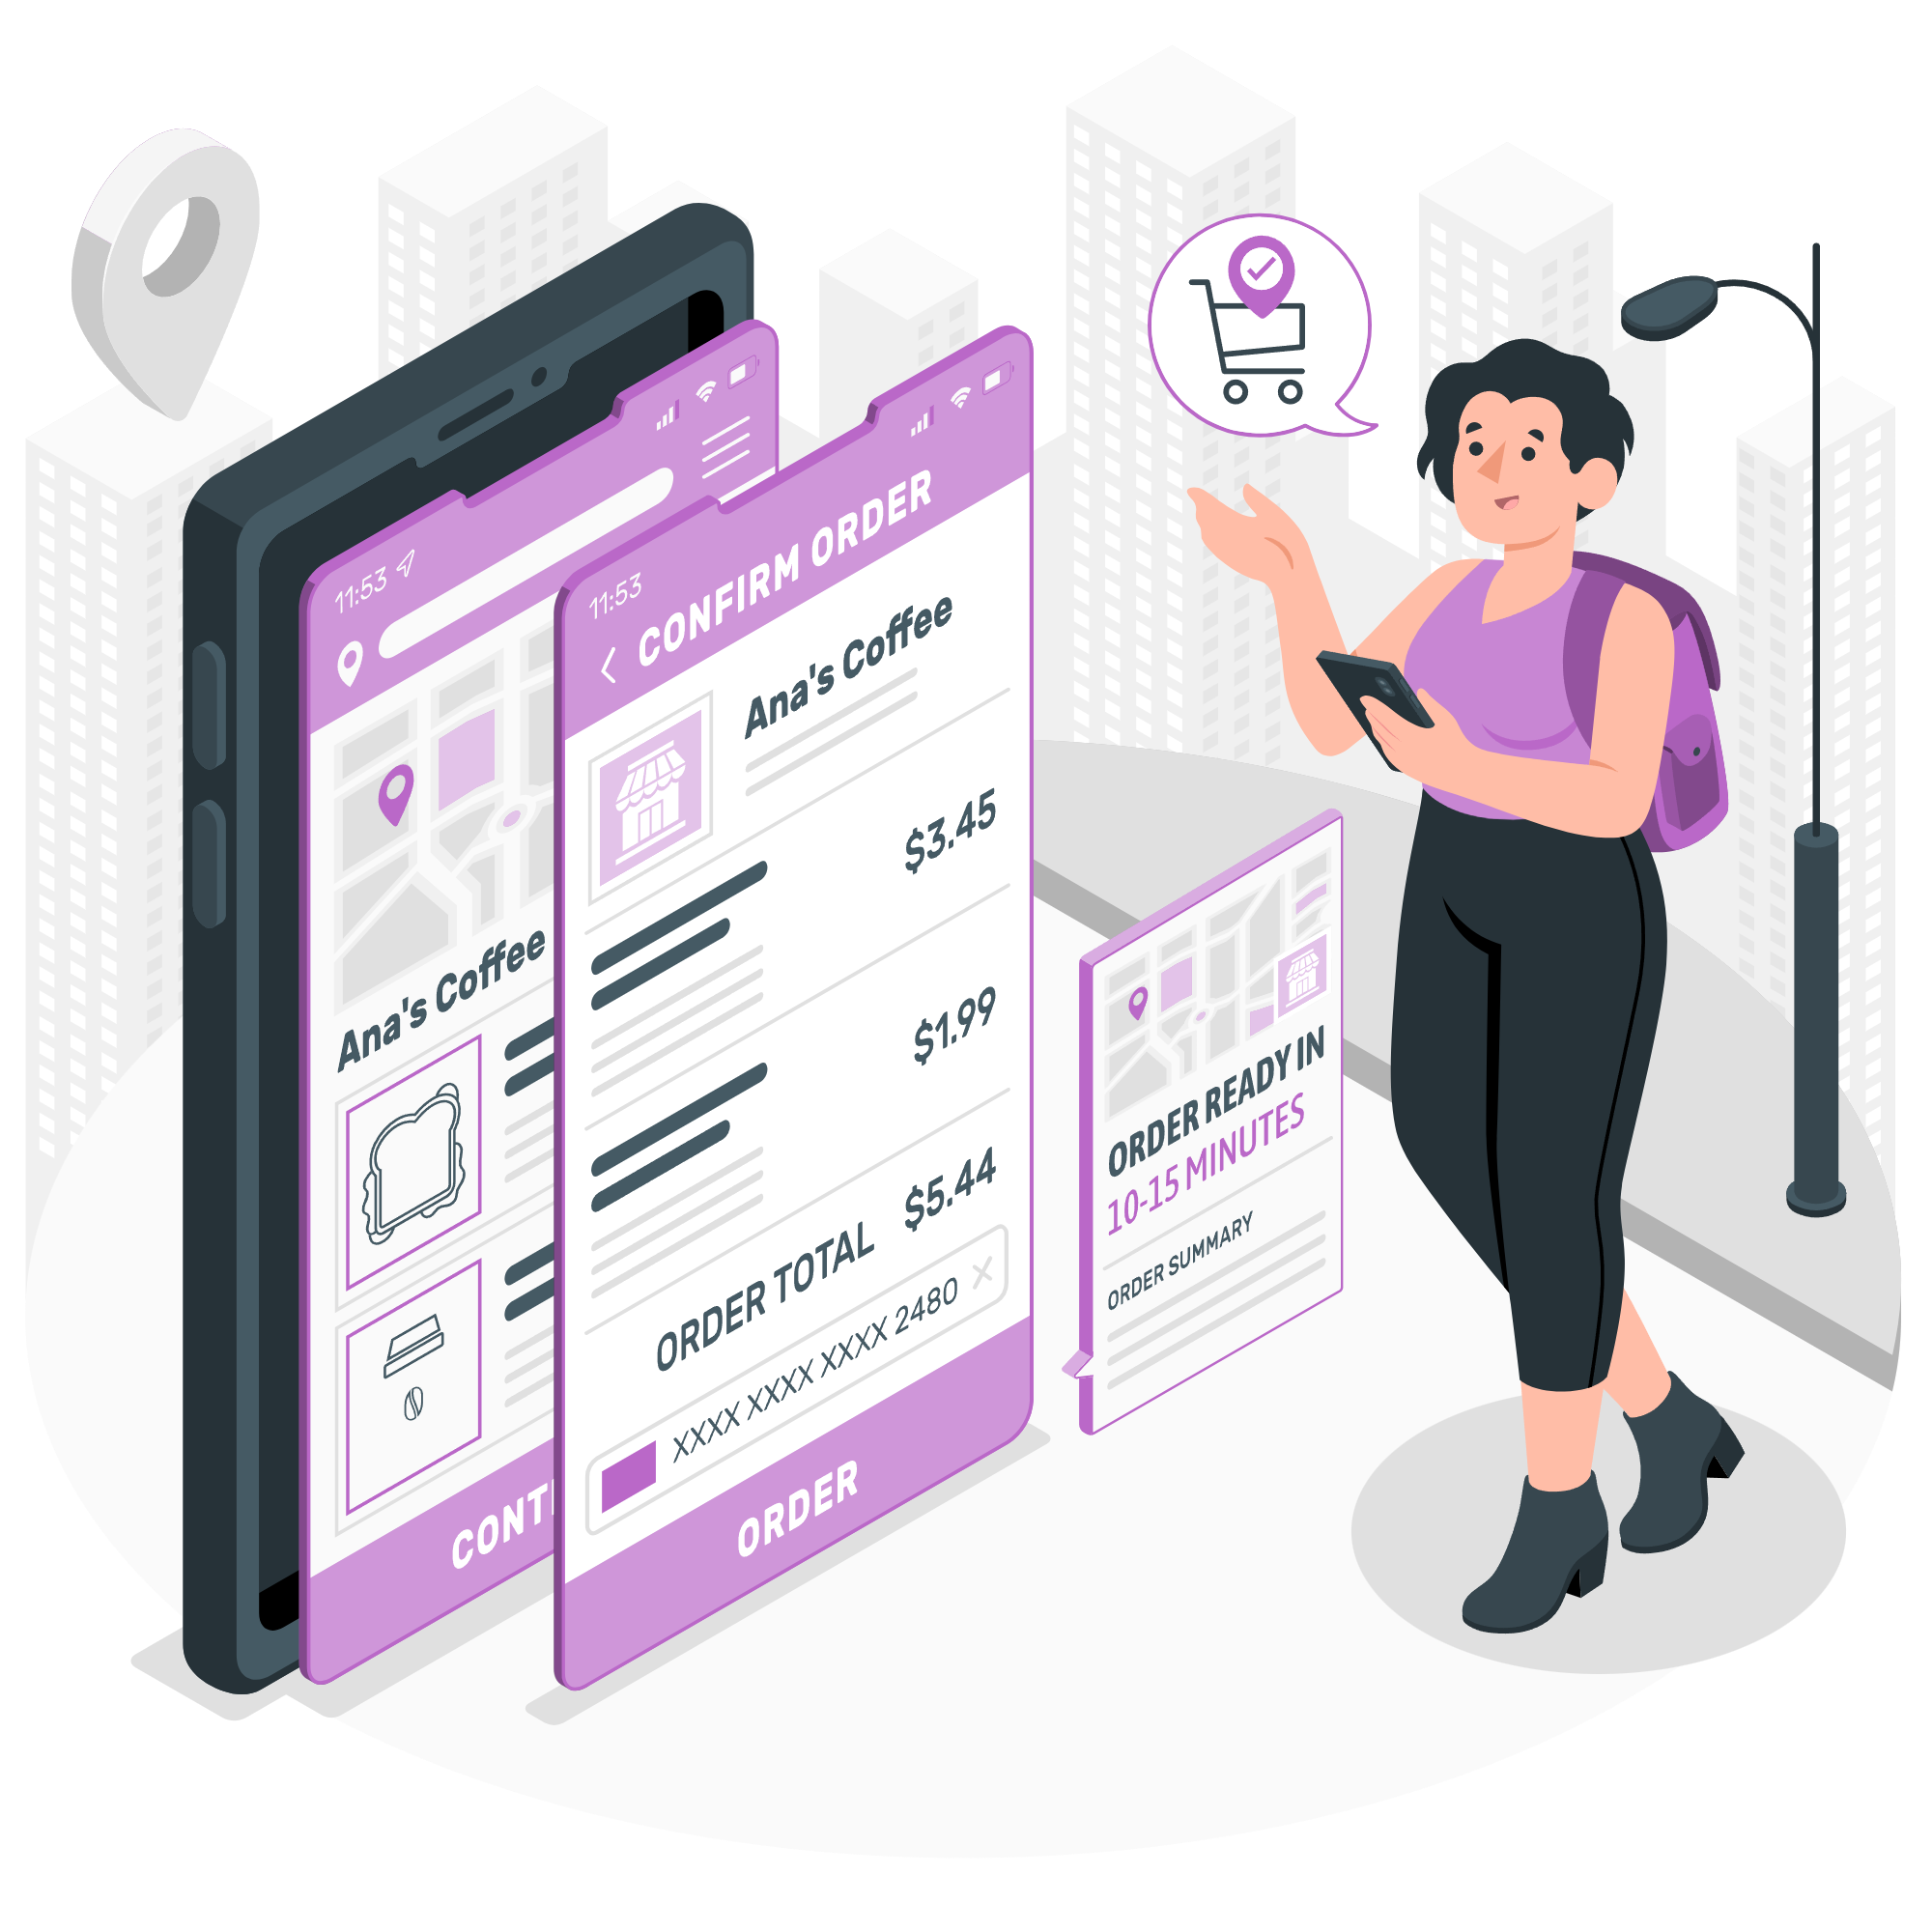 11:53
Ana's Coffee
CONTI
11:53
CONFIRM ORDER
Ana's Coffee
$3.45
$1.99
ORDER TOTAL $5.44
XXXX XXXX XXXX 2480
ORDER
ORDER READY IN
10-15 MINUTES
ORDER SUMMARY